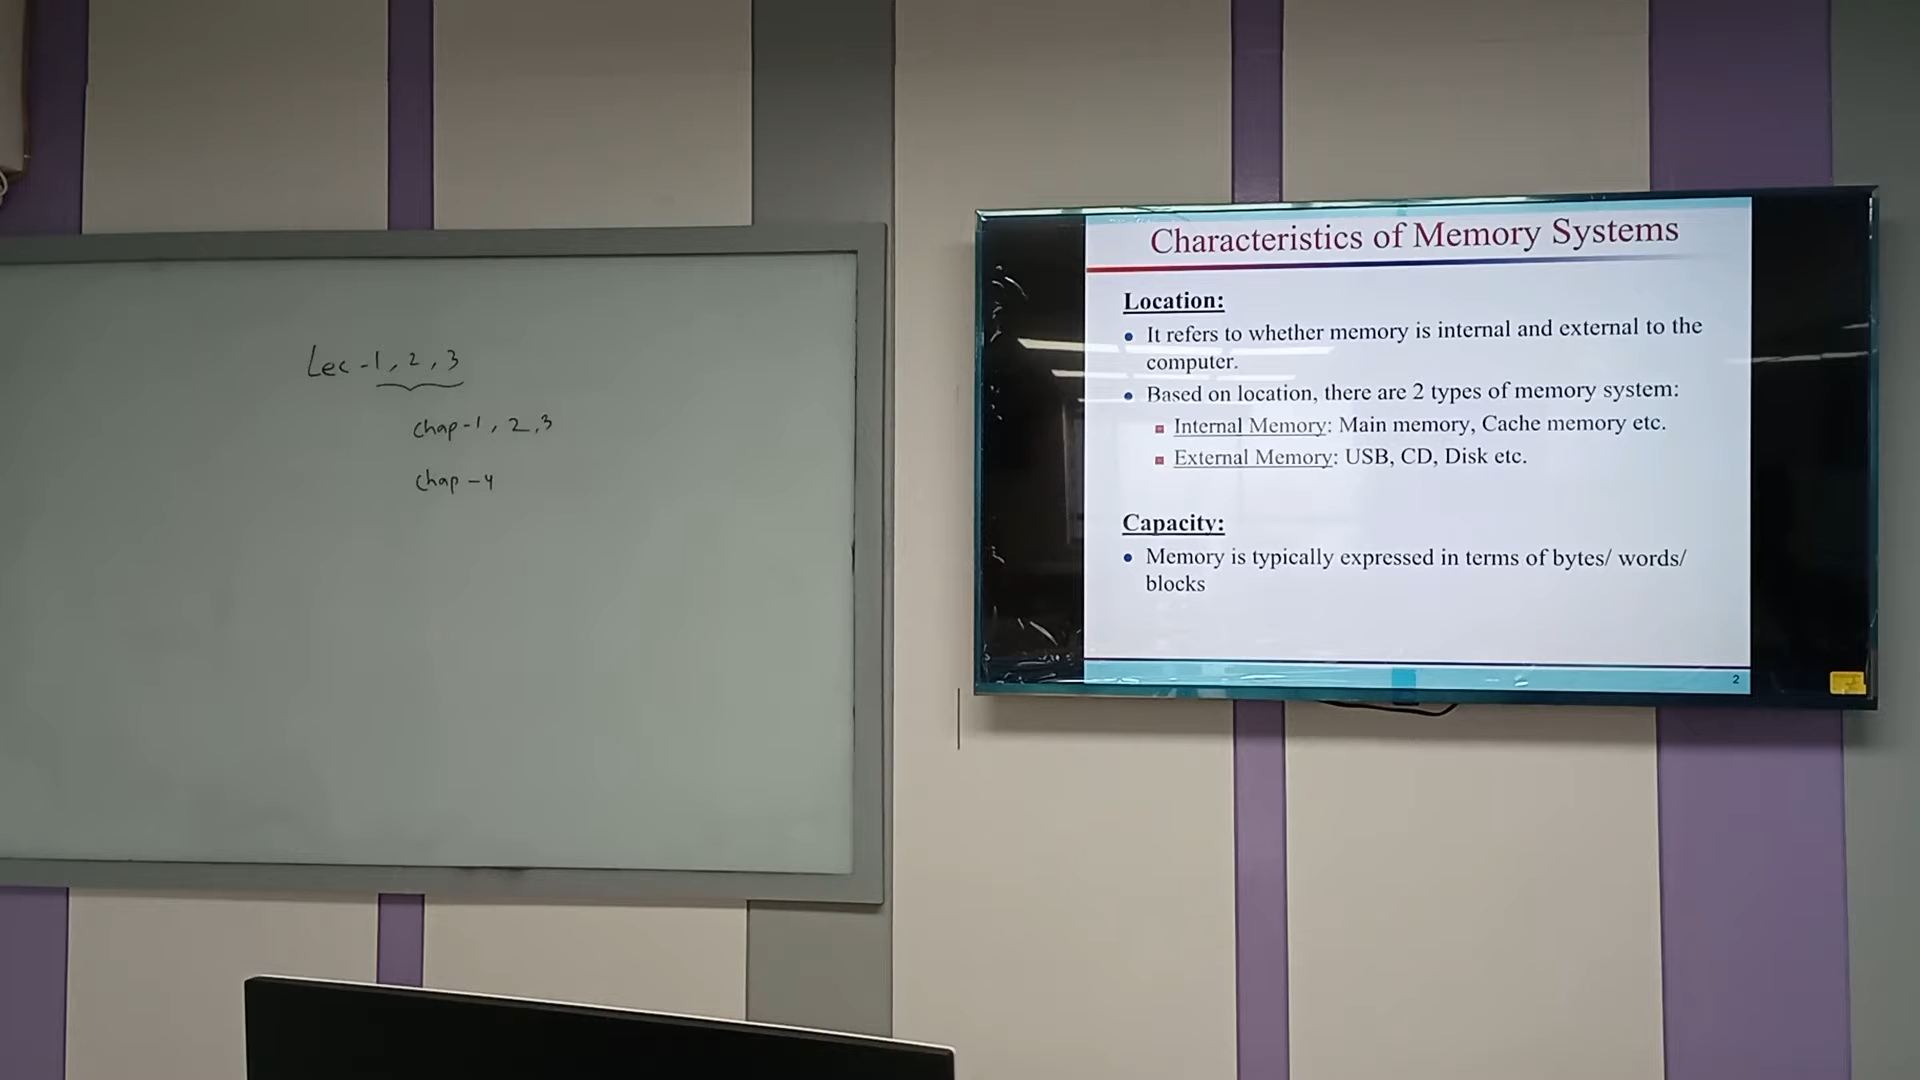 Lec-1, 2, 3
chap-1, 2,3
chap-4
Characteristics of Memory Systems
Location:
• It refers to whether memory is internal and external to the
computer.
• Based on location, there are 2 types of memory system:
▪ Internal Memory: Main memory, Cache memory etc.
▪ External Memory: USB, CD, Disk etc.
Capacity:
• Memory is typically expressed in terms of bytes/ words/
blocks
2